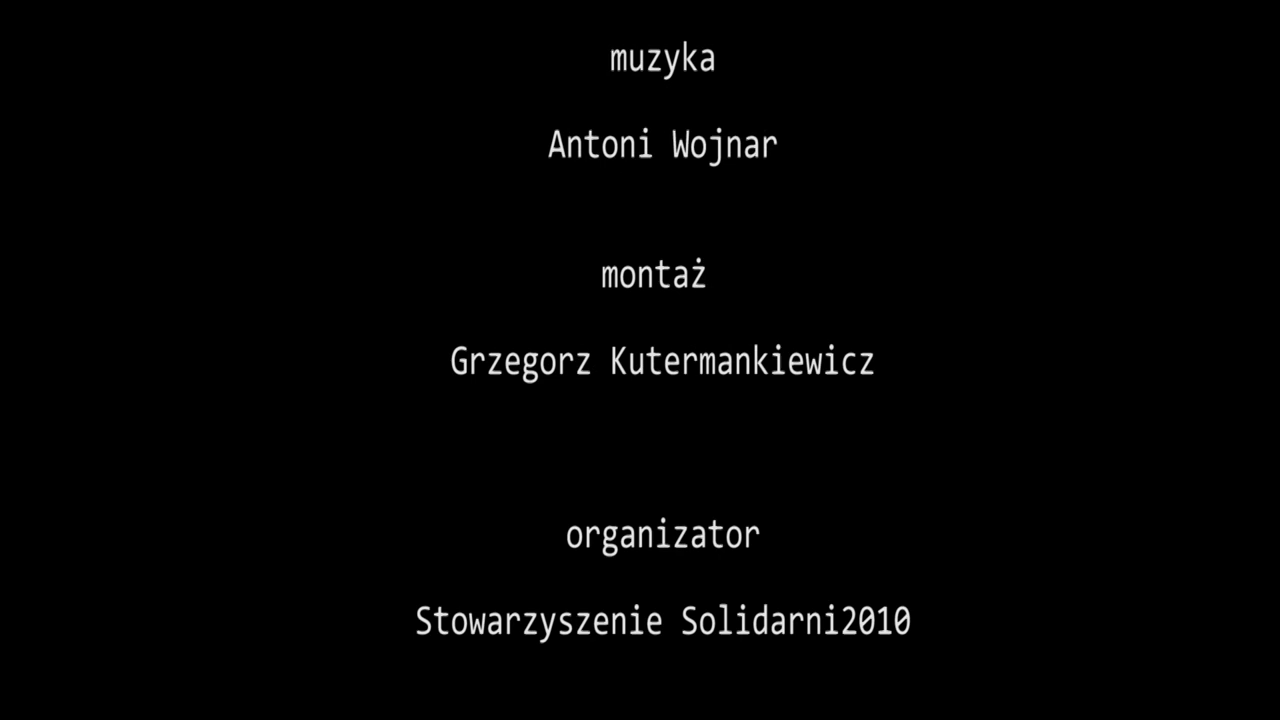 muzyka
Antoni Wojnar
montaż
Grzegorz Kutermankiewicz
organizator
Stowarzyszenie Solidarni2010